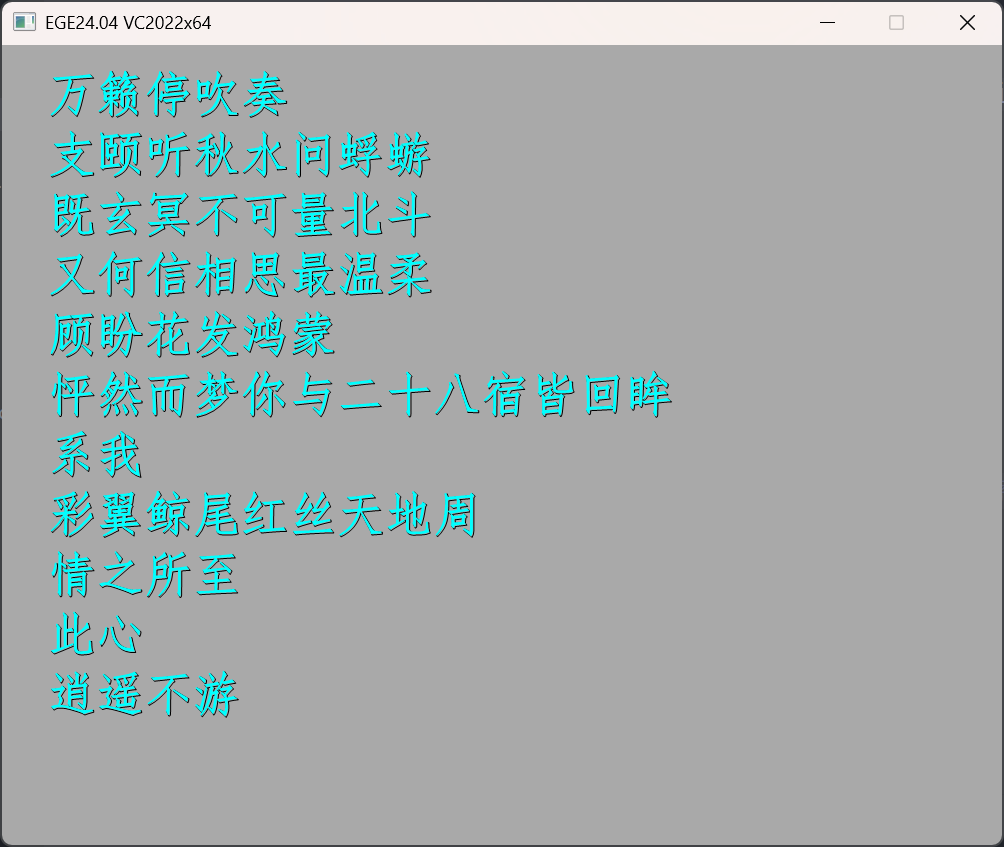 EGE24.04 VC2022x64
万籁停吹奏
支颐听秋水问蜉蝣
既玄冥不可量北斗
又何信相思最温柔
顾盼花发鸿蒙
怦然而梦你与二十八宿皆回眸
系我
彩翼鲸尾红丝天地周
情之所至
此心
逍遥不游